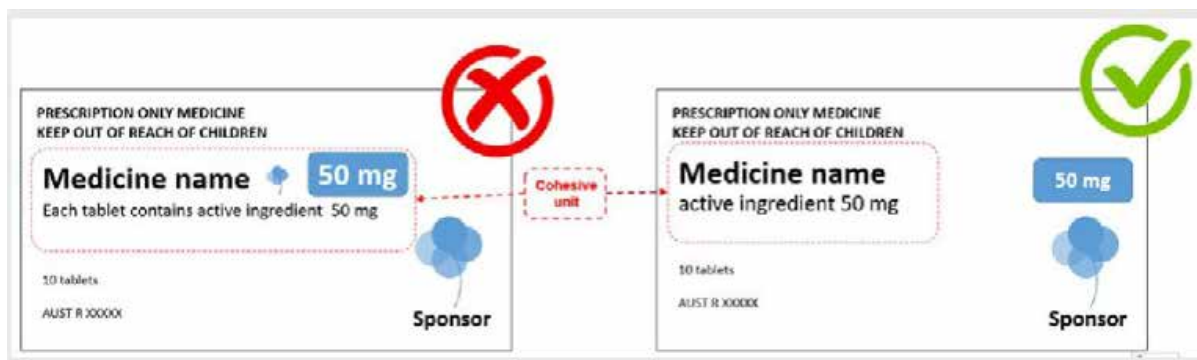 PRESCRIPTION ONLY MEDICINE
KEEP OUT OF REACH OF CHILDREN
Medicine name 50 mg
Each tablet contains active ingredient 50 mg
10 tablets
AUST R XXXXX
Sponsor
Cohesive
unit
PRESCRIPTION ONLY MEDICINE
KEEP OUT OF REACH OF CHILDREN
Medicine name
active ingredient 50 mg
50 mg
10 tablets
AUST R XXXXX
Sponsor